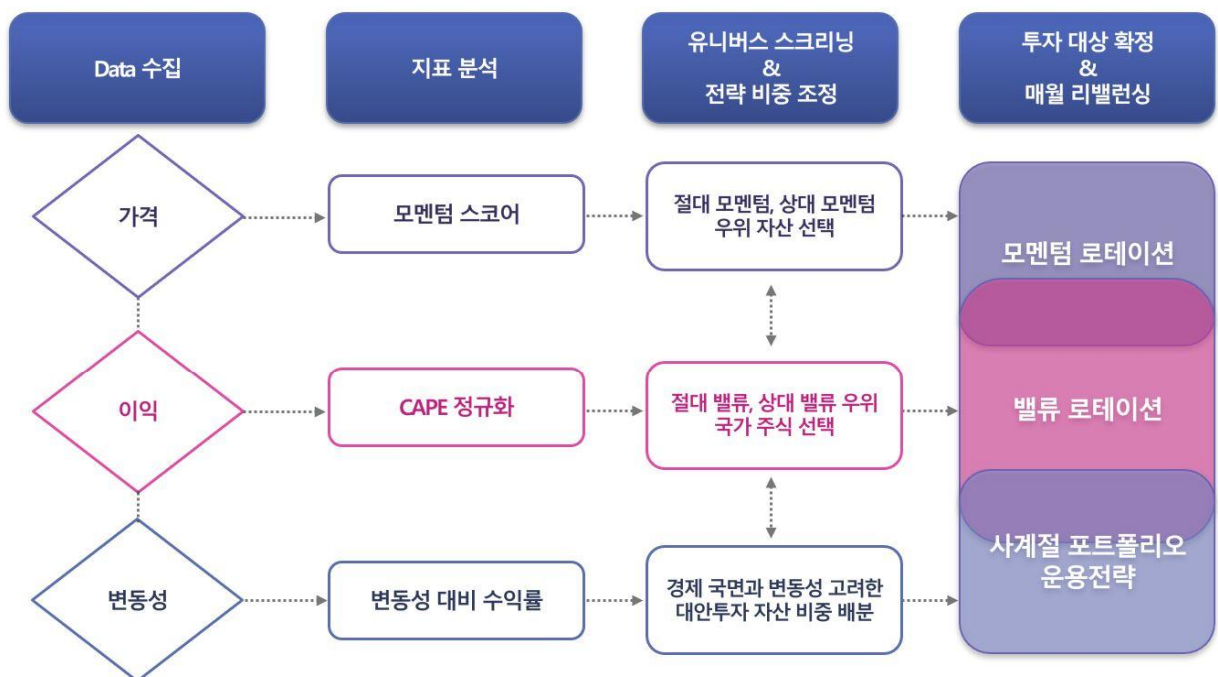 Data 수집
지표 분석
유니버스 스크리닝
&
전략 비중 조정
투자 대상 확정
&
매월 리밸런싱
가격
모멘텀 스코어
절대 모멘텀, 상대 모멘텀
우위 자산 선택
모멘텀 로테이션
이익
CAPE 정규화
절대 밸류, 상대 밸류 우위
국가 주식 선택
밸류 로테이션
변동성
변동성 대비 수익률
경제 국면과 변동성 고려한
대안투자 자산 비중 배분
사계절 포트폴리오
운용전략